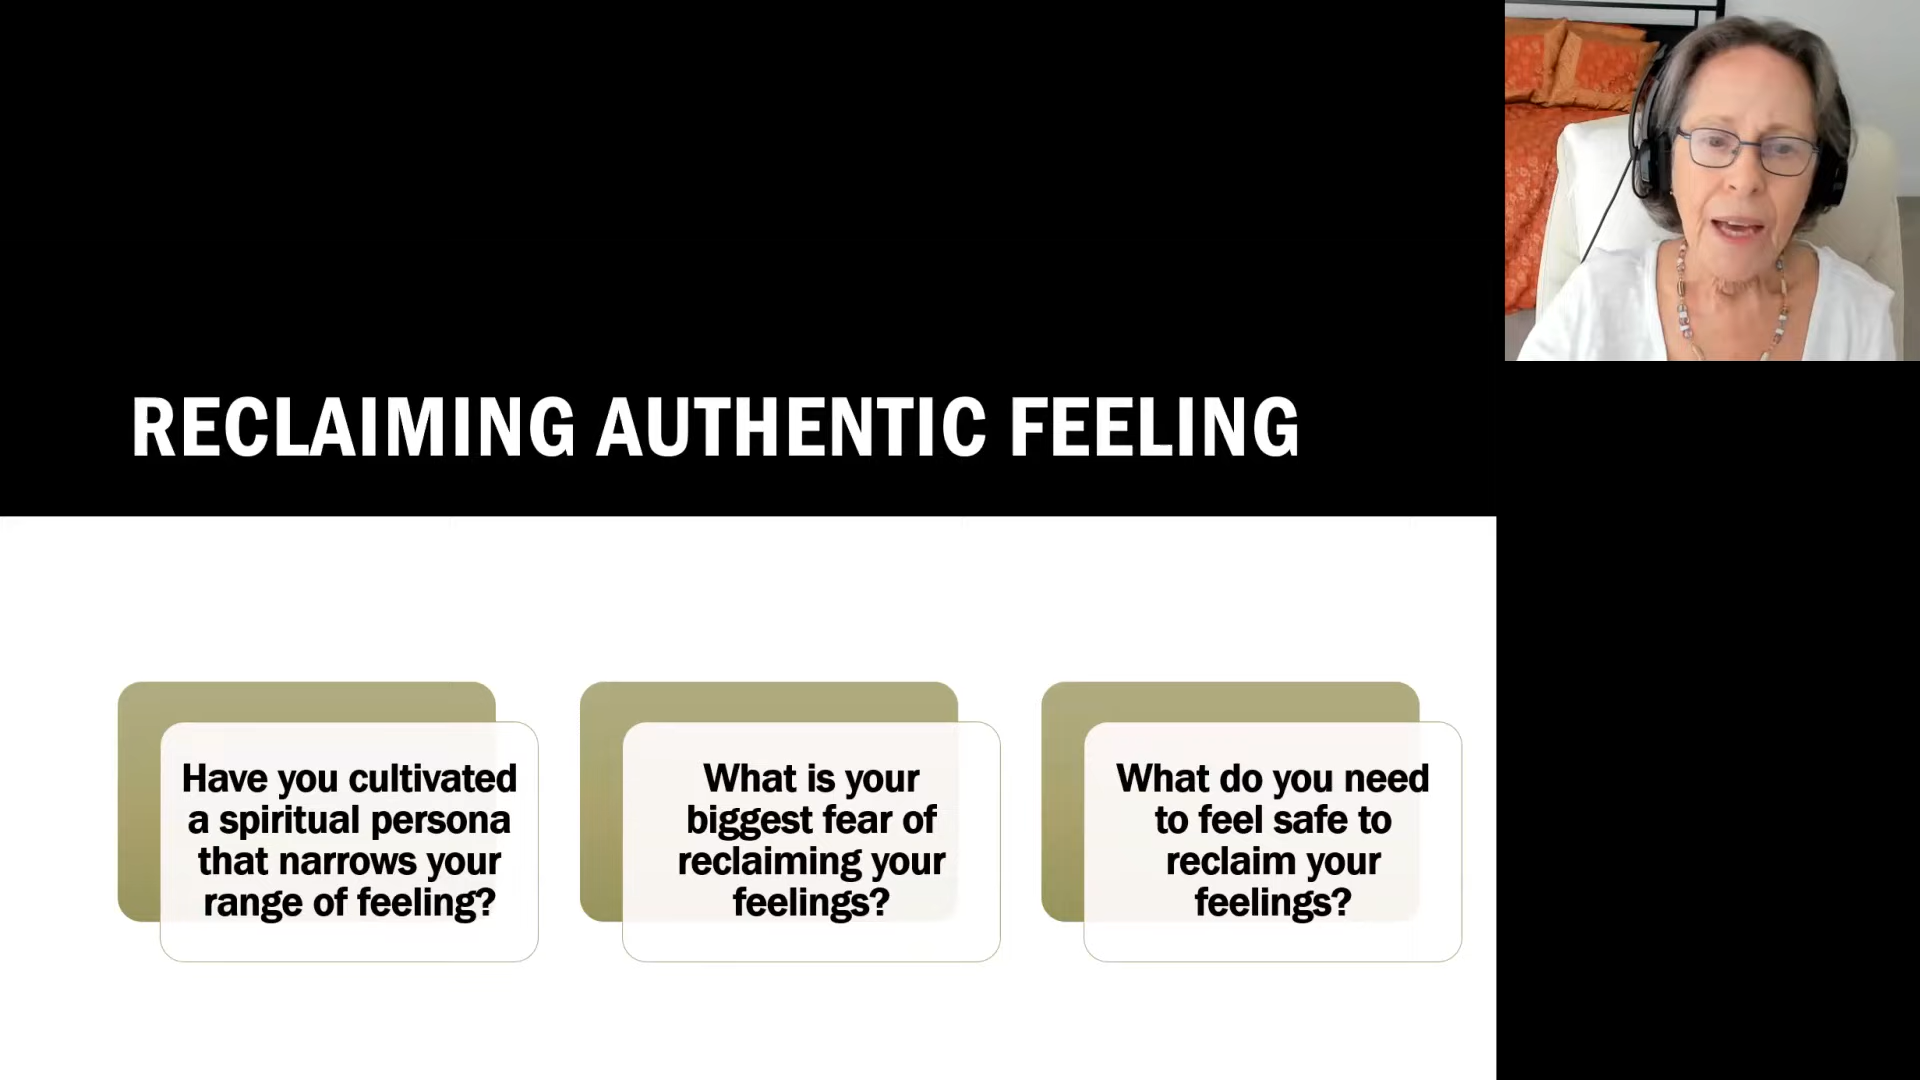 RECLAIMING AUTHENTIC FEELING
Have you cultivated
a spiritual persona
that narrows your
range of feeling?
What is your
biggest fear of
reclaiming your
feelings?
What do you need
to feel safe to
reclaim your
feelings?